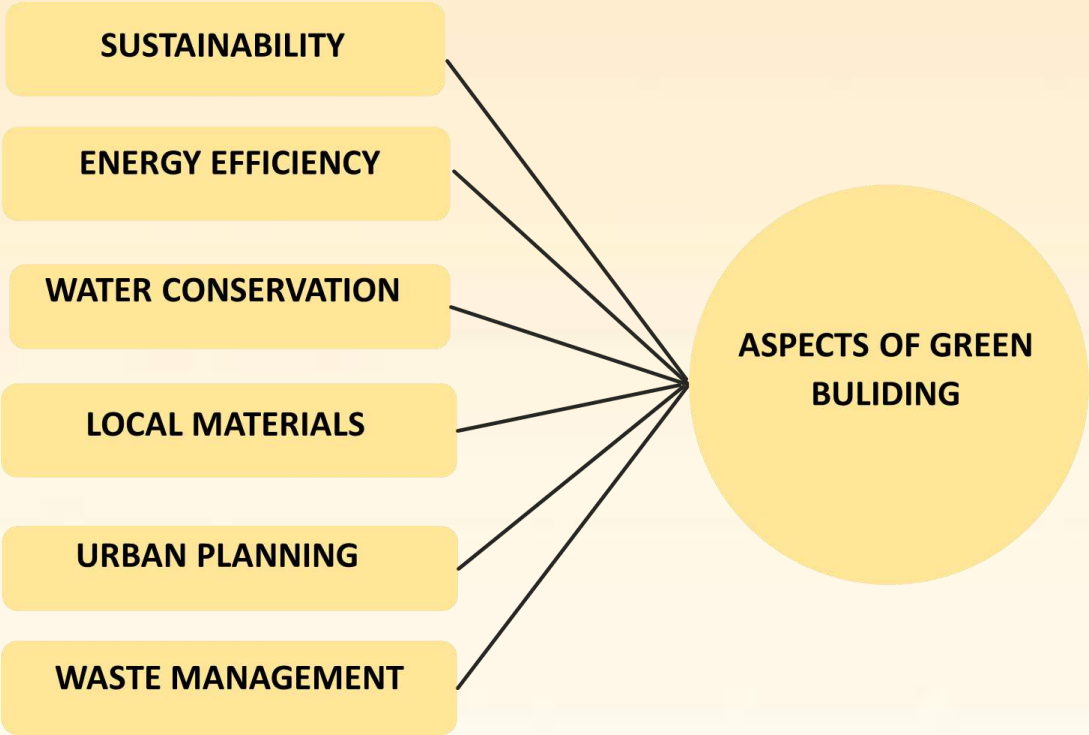 SUSTAINABILITY
ENERGY EFFICIENCY
WATER CONSERVATION
LOCAL MATERIALS
URBAN PLANNING
WASTE MANAGEMENT
ASPECTS OF GREEN
BULIDING